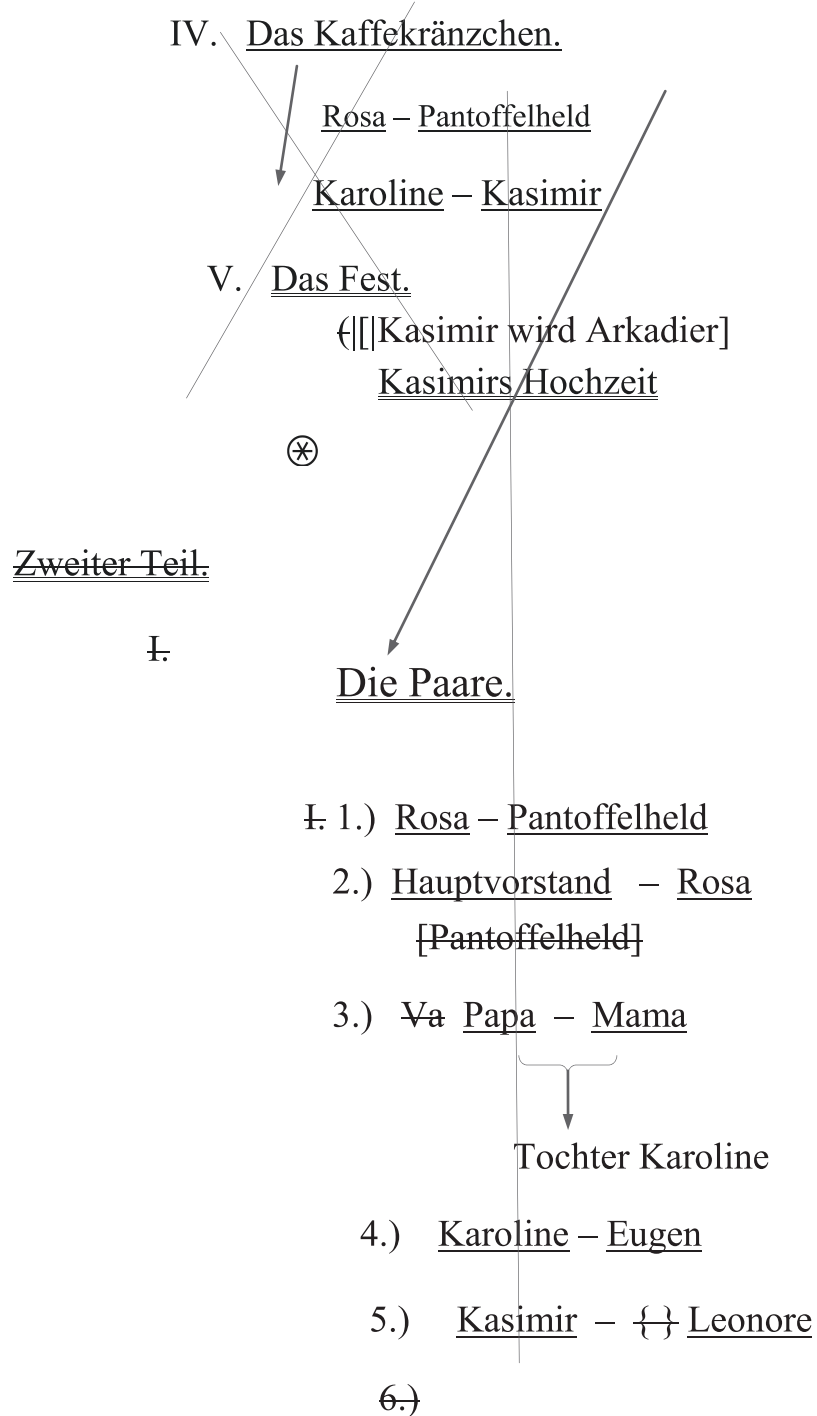 IV. Das Kaffekränzchen.
Rosa – Pantoffelheld
Karoline – Kasimir
V. Das Fest.
(|[|Kasimir wird Arkadier]
Kasimirs Hochzeit
Zweiter Teil.
I.
Die Paare.
I. 1.) Rosa – Pantoffelheld
2.) Hauptvorstand – Rosa
[Pantoffelheld]
3.) Va Papa – Mama
Tochter Karoline
4.) Karoline – Eugen
5.) Kasimir – { } Leonore
6.)